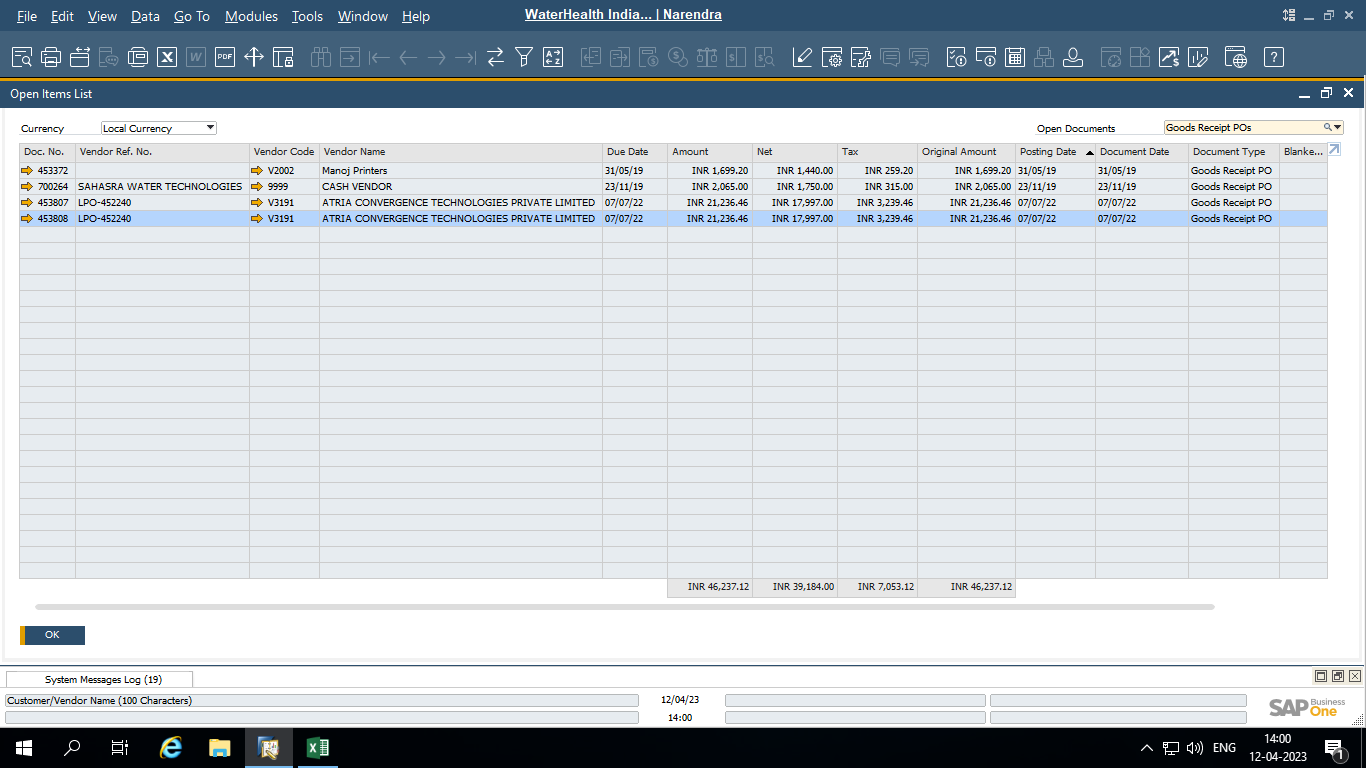 File Edit View Data Go To Modules Tools Window Help WaterHealth India... | Narendra
Open Items List
Currency Local Currency Open Documents Goods Receipt POs
Doc. No. Vendor Ref. No. Vendor Code Vendor Name Due Date Amount Net Tax Original Amount Posting Date Document Date Document Type Blanke...
453372 V2002 Manoj Printers 31/05/19 INR 1,699.20 INR 1,440.00 INR 259.20 INR 1,699.20 31/05/19 31/05/19 Goods Receipt PO
700264 SAHASRA WATER TECHNOLOGIES 9999 CASH VENDOR 23/11/19 INR 2,065.00 INR 1,750.00 INR 315.00 INR 2,065.00 23/11/19 23/11/19 Goods Receipt PO
453807 LPO-452240 V3191 ATRIA CONVERGENCE TECHNOLOGIES PRIVATE LIMITED 07/07/22 INR 21,236.46 INR 17,997.00 INR 3,239.46 INR 21,236.46 07/07/22 07/07/22 Goods Receipt PO
453808 LPO-452240 V3191 ATRIA CONVERGENCE TECHNOLOGIES PRIVATE LIMITED 07/07/22 INR 21,236.46 INR 17,997.00 INR 3,239.46 INR 21,236.46 07/07/22 07/07/22 Goods Receipt PO
INR 46,237.12 INR 39,184.00 INR 7,053.12 INR 46,237.12
OK
System Messages Log (19)
Customer/Vendor Name (100 Characters) 12/04/23
14:00
SAP Business One
ENG 14:00
12-04-2023 1